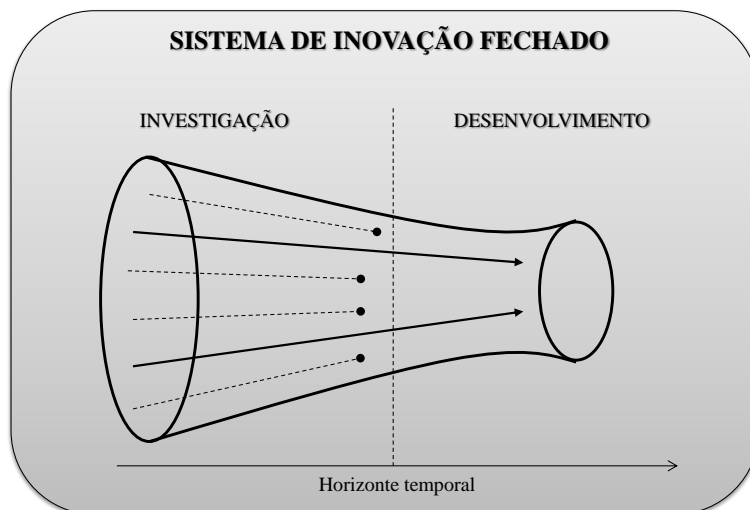 SISTEMA DE INOVAÇÃO FECHADO
INVESTIGAÇÃO
DESENVOLVIMENTO
Horizonte temporal